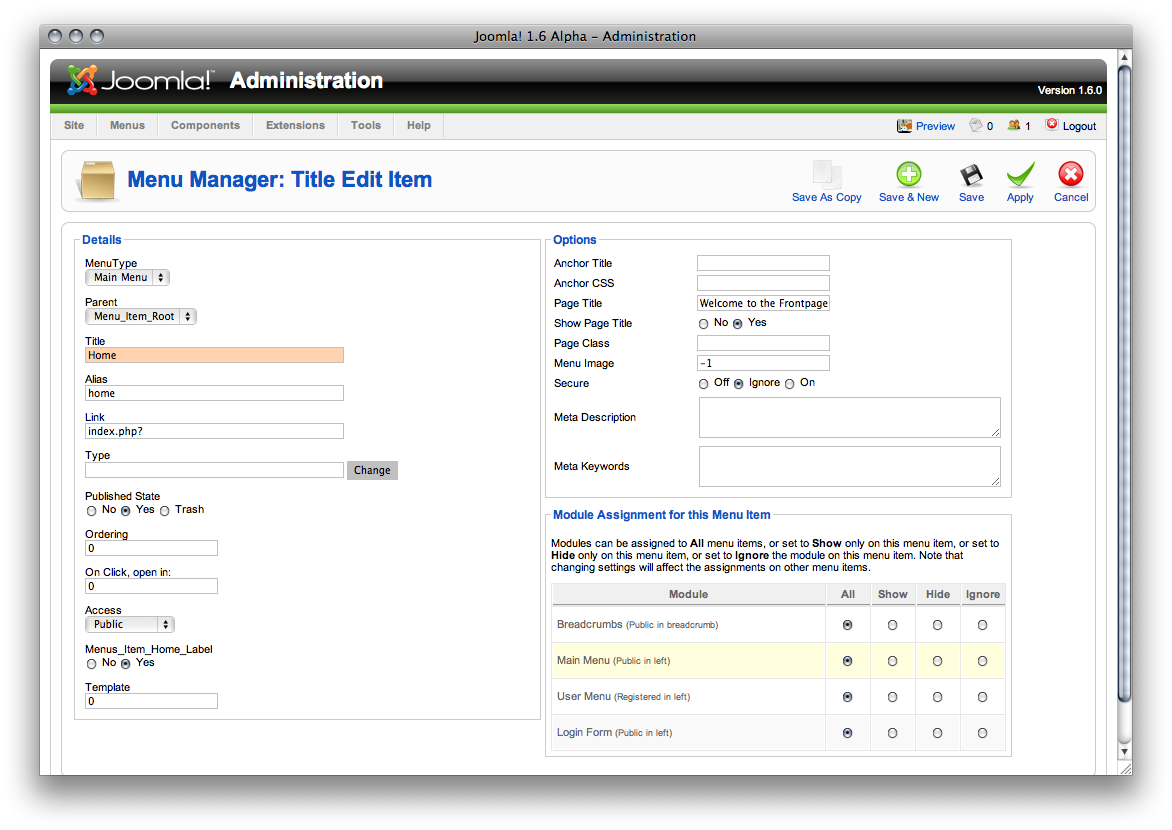 Joomla! 1.6 Alpha - Administration
Joomla!™ Administration
Version 1.6.0
Site Menus Components Extensions Tools Help Preview 0 1 Logout
Menu Manager: Title Edit Item
Save As Copy Save & New Save Apply Cancel
Details
MenuType
Main Menu
Parent
Menu_Item_Root
Title
Home
Alias
home
Link
index.php?
Type
Change
Published State
No Yes Trash
Ordering
0
On Click, open in:
0
Access
Public
Menus_Item_Home_Label
No Yes
Template
0
Options
Anchor Title
Anchor CSS
Page Title Welcome to the Frontpage
Show Page Title No Yes
Page Class
Menu Image -1
Secure Off Ignore On
Meta Description
Meta Keywords
Module Assignment for this Menu Item
Modules can be assigned to All menu items, or set to Show only on this menu item, or set to
Hide only on this menu item, or set to Ignore the module on this menu item. Note that
changing settings will affect the assignments on other menu items.
Module All Show Hide Ignore
Breadcrumbs (Public in breadcrumb)
Main Menu (Public in left)
User Menu (Registered in left)
Login Form (Public in left)